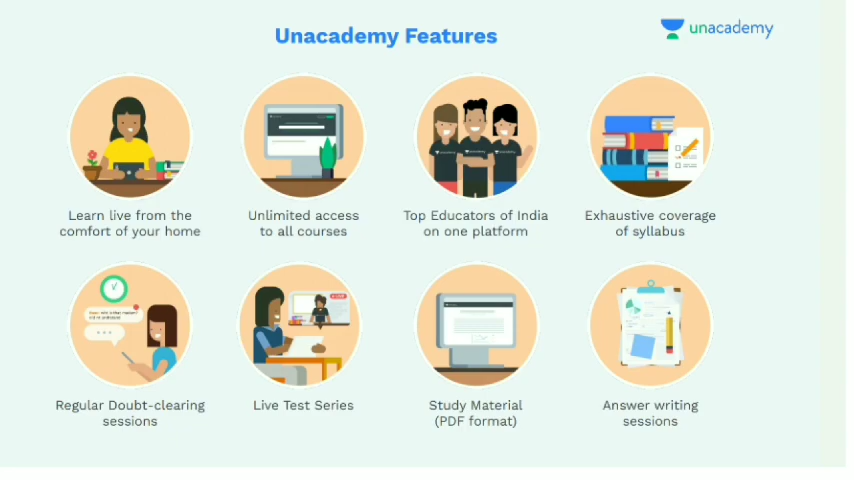 Unacademy Features
unacademy
Learn live from the
comfort of your home
Unlimited access
to all courses
Top Educators of India
on one platform
Exhaustive coverage
of syllabus
Regular Doubt-clearing
sessions
Live Test Series
Study Material
(PDF format)
Answer writing
sessions